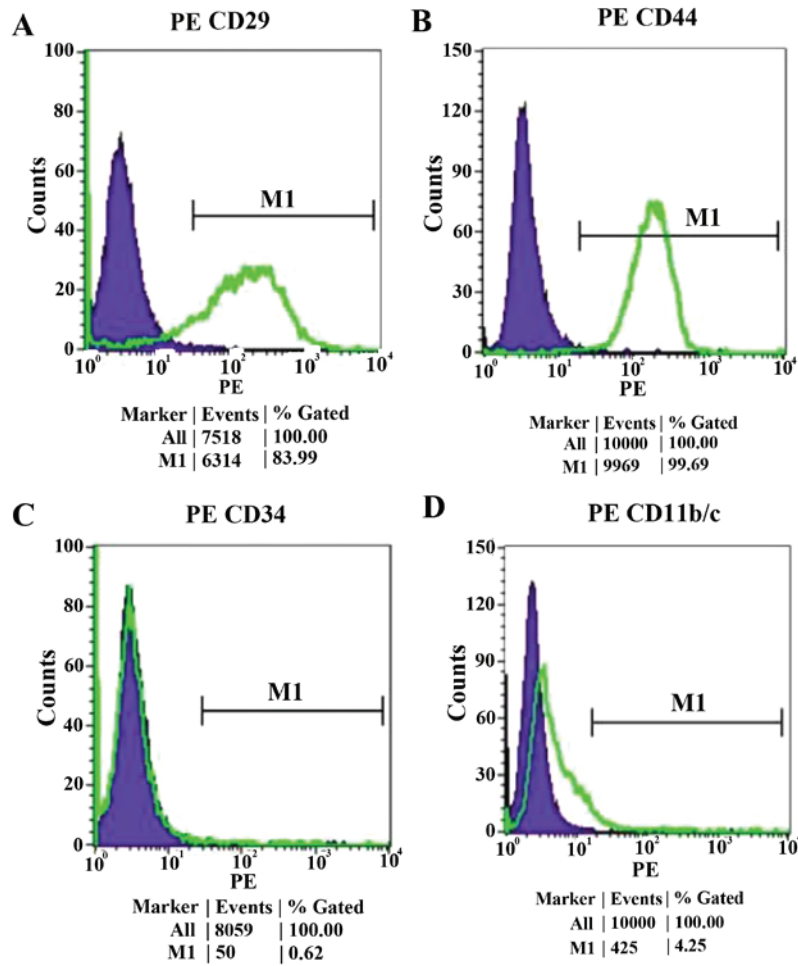 A
PE CD29
100
80
60
40
20
0
Counts
M1
10⁰ 10¹ 10² 10³ 10⁴
PE
Marker | Events | % Gated
All | 7518 | 100.00
M1 | 6314 | 83.99
B
PE CD44
150
120
90
60
30
0
Counts
M1
10⁰ 10¹ 10² 10³ 10⁴
PE
Marker | Events | % Gated
All | 10000 | 100.00
M1 | 9969 | 99.69
C
PE CD34
100
80
60
40
20
0
Counts
M1
10⁰ 10¹ 10² 10³ 10⁴
PE
Marker | Events | % Gated
All | 8059 | 100.00
M1 | 50 | 0.62
D
PE CD11b/c
150
120
90
60
30
0
Counts
M1
10⁰ 10¹ 10² 10³ 10⁴
PE
Marker | Events | % Gated
All | 10000 | 100.00
M1 | 425 | 4.25